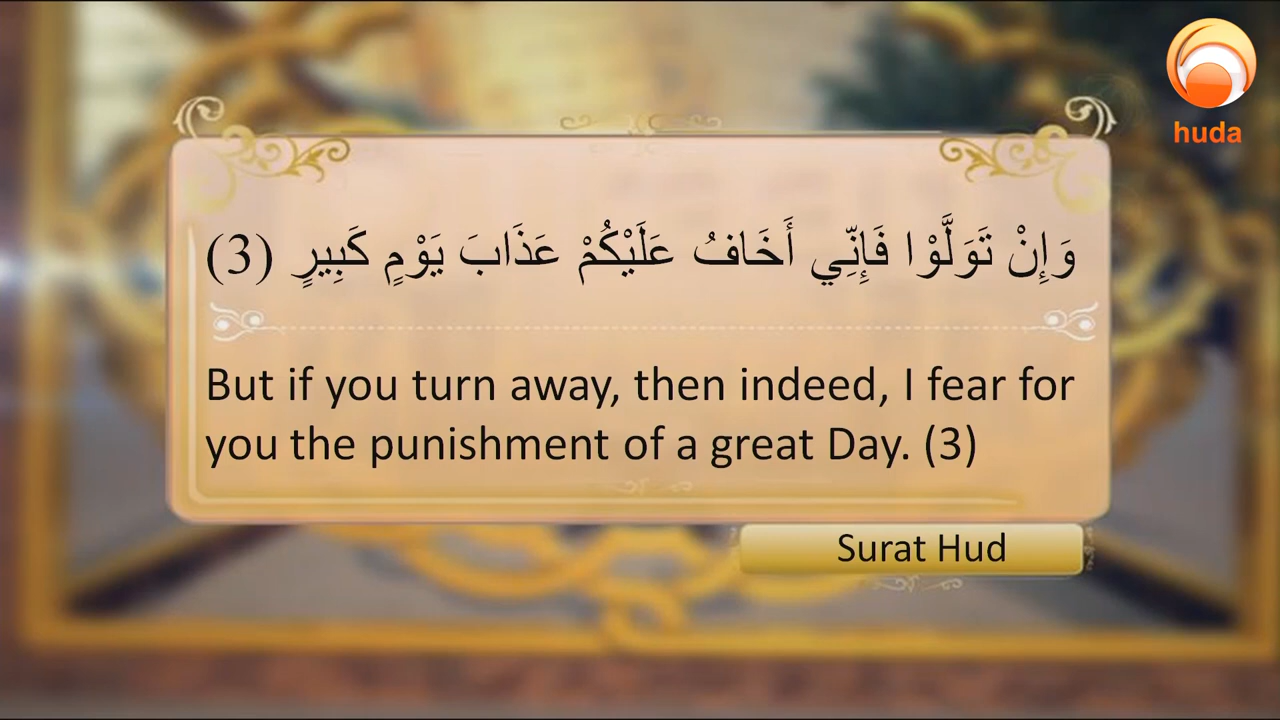 huda
وَإِنْ تَوَلَّوْا فَإِنِّي أَخَافُ عَلَيْكُمْ عَذَابَ يَوْمٍ كَبِيرٍ (3)
But if you turn away, then indeed, I fear for
you the punishment of a great Day. (3)
Surat Hud